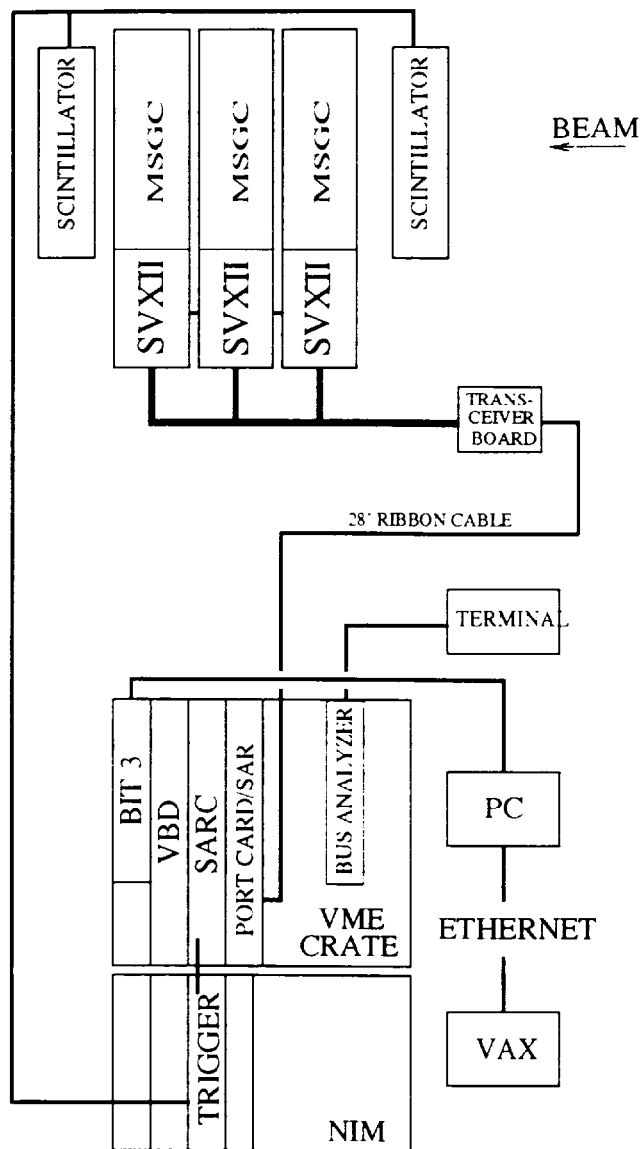 SCINTILLATOR
MSGC
MSGC
MSGC
SCINTILLATOR
BEAM
SVXII
SVXII
SVXII
TRANS-
CEIVER
BOARD
28' RIBBON CABLE
TERMINAL
BIT 3
VBD
SARC
PORT CARD/SAR
BUS ANALYZER
PC
VME
CRATE
ETHERNET
TRIGGER
VAX
NIM